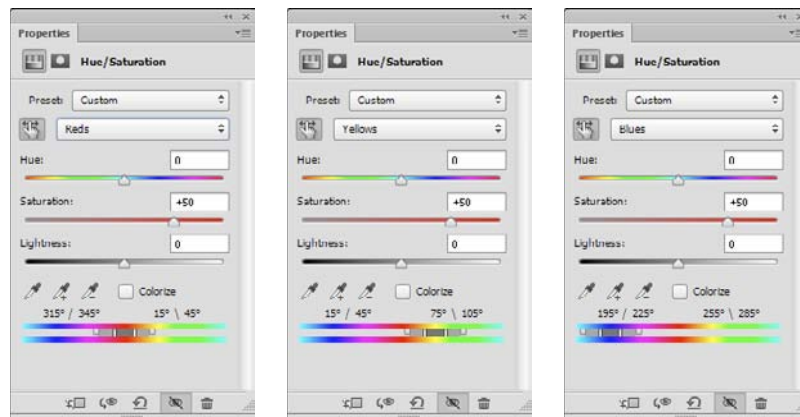 Properties
Hue/Saturation
Preset: Custom
Reds
Hue: 0
Saturation: +50
Lightness: 0
Colorize
315° / 345° 15° \ 45°
Properties
Hue/Saturation
Preset: Custom
Yellows
Hue: 0
Saturation: +50
Lightness: 0
Colorize
15° / 45° 75° \ 105°
Properties
Hue/Saturation
Preset: Custom
Blues
Hue: 0
Saturation: +50
Lightness: 0
Colorize
195° / 225° 255° \ 285°